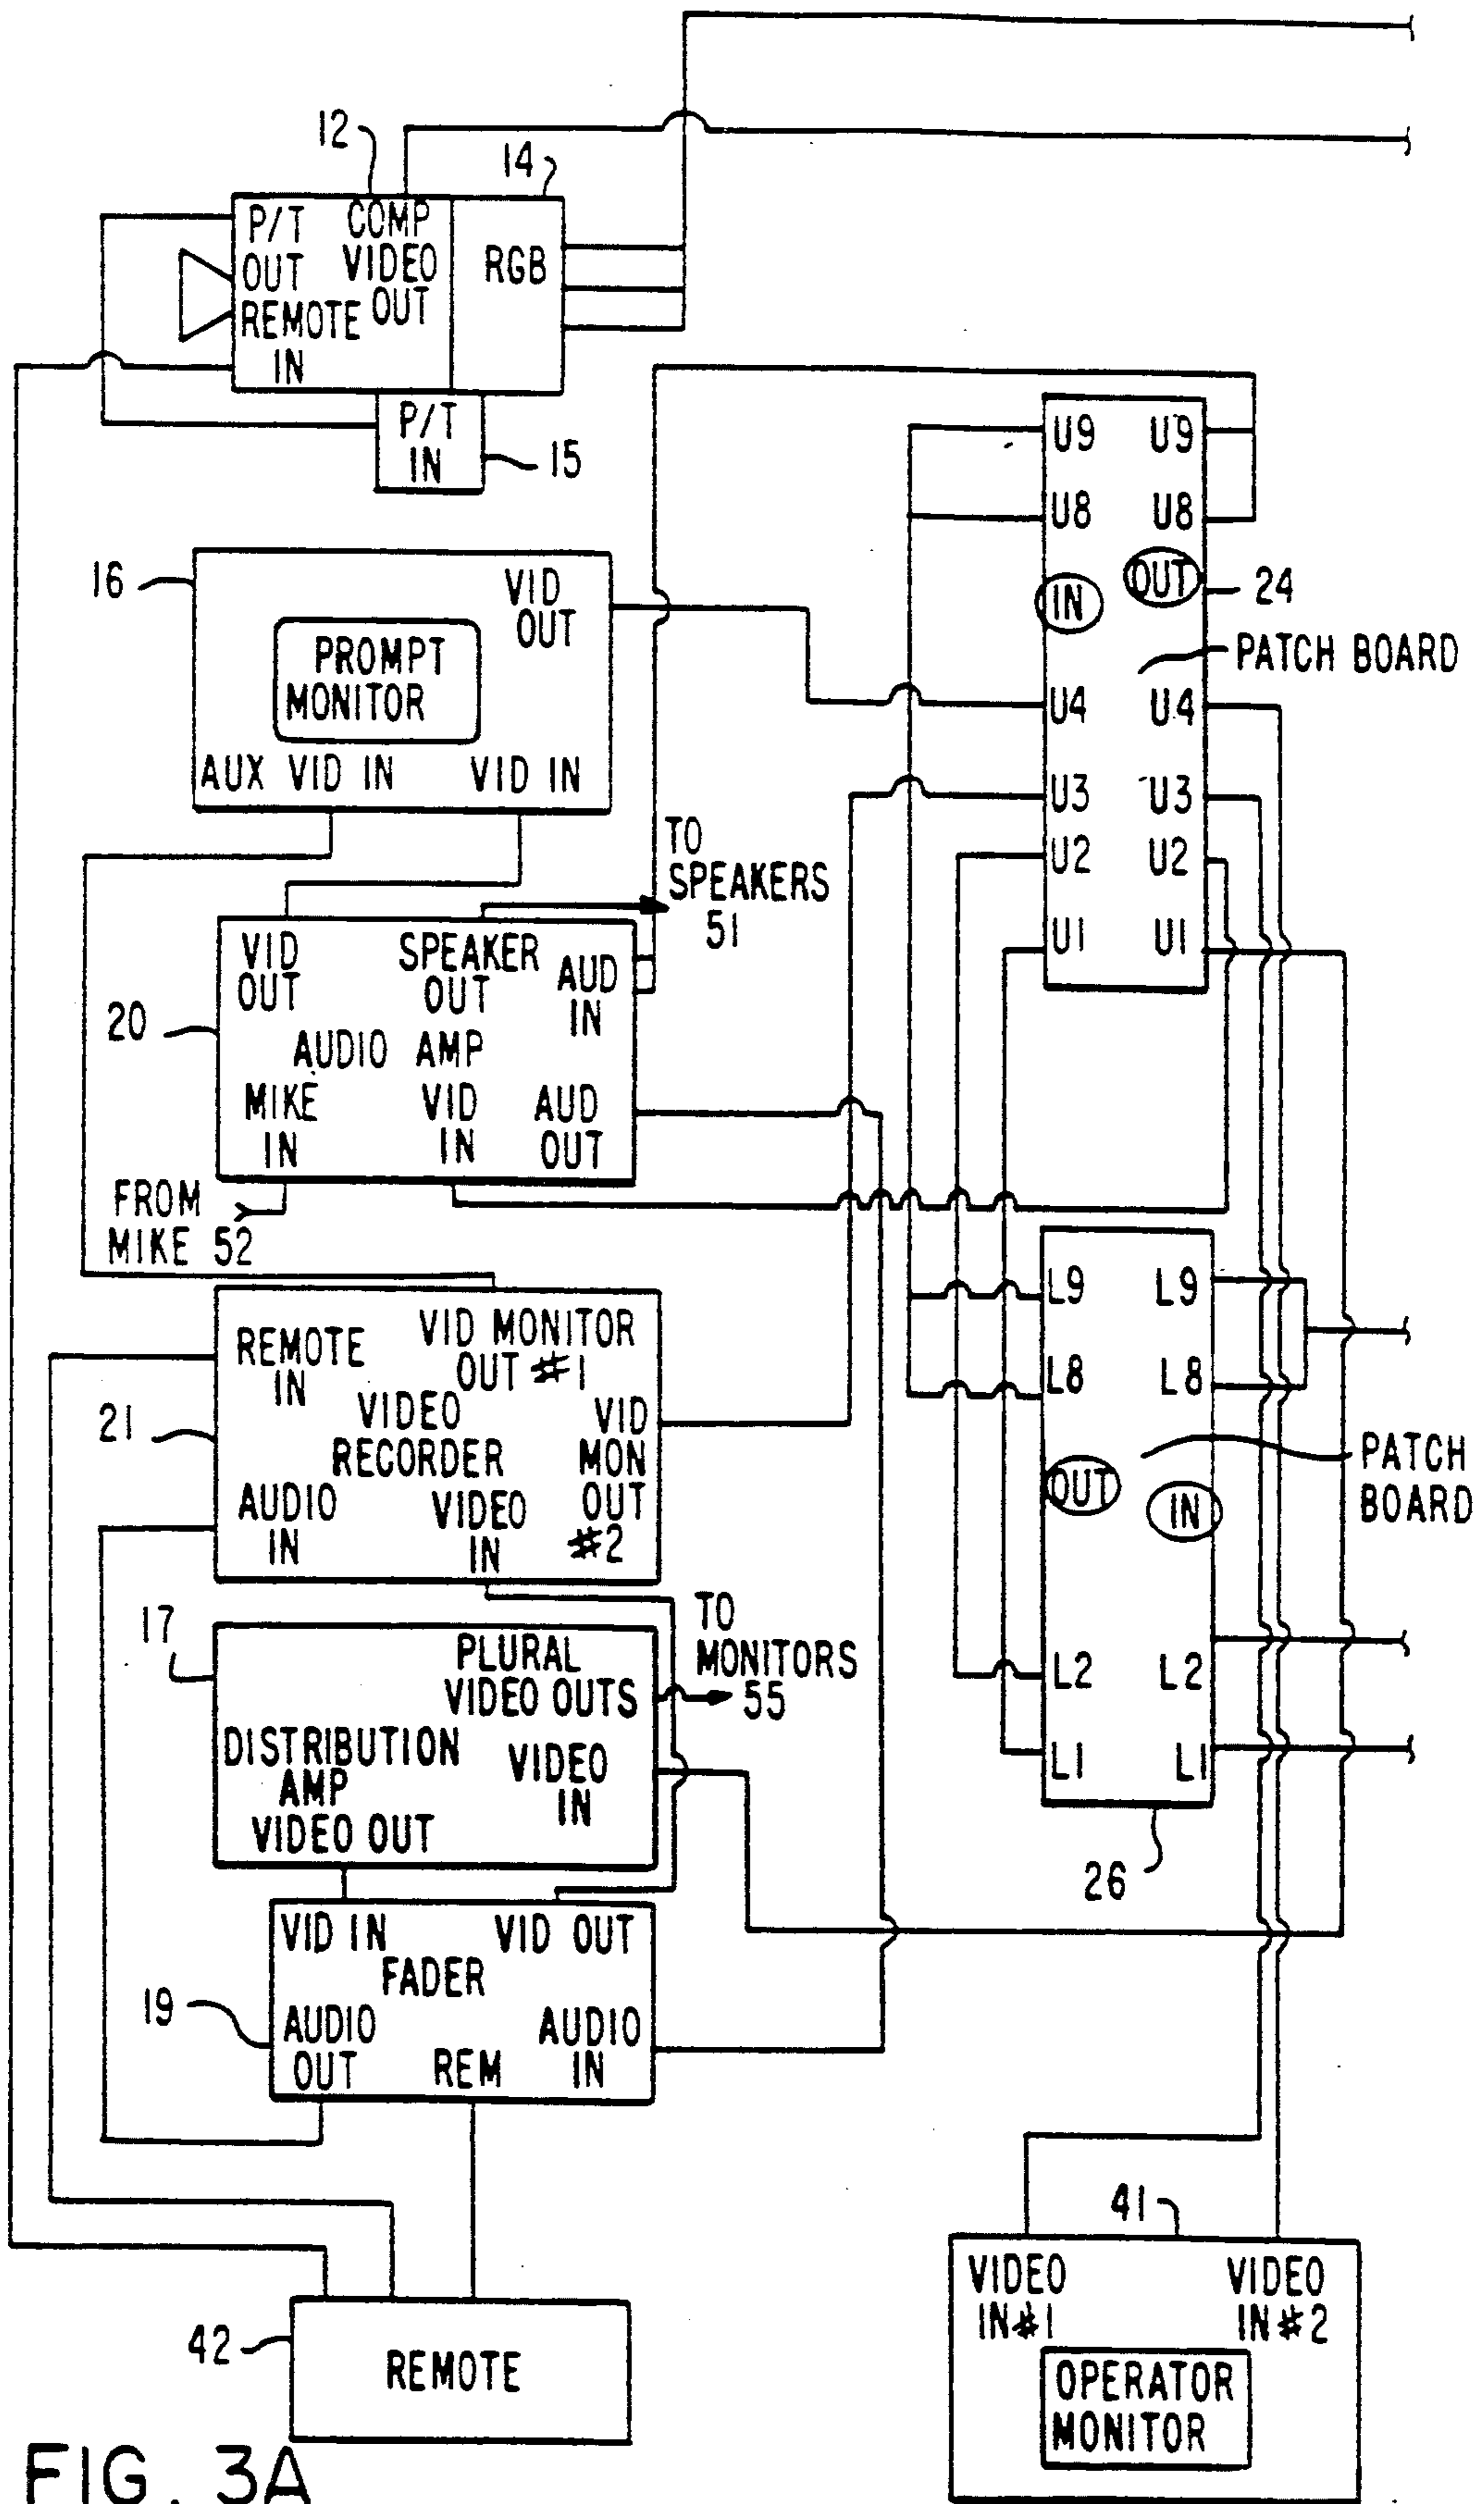 12
14
P/T
OUT
REMOTE
IN
COMP
VIDEO
OUT
RGB
P/T
IN
15
16
VID
OUT
PROMPT
MONITOR
AUX VID IN
VID IN
TO
SPEAKERS
51
20
VID
OUT
SPEAKER
OUT
AUD
IN
AUDIO AMP
MIKE
IN
VID
IN
AUD
OUT
FROM
MIKE 52
U9 U9
U8 U8
IN
OUT
24
PATCH BOARD
U4 U4
U3 U3
U2 U2
U1 U1
REMOTE
IN
VID MONITOR
OUT #1
21
VIDEO
RECORDER
VID
MON
OUT
#2
AUDIO
IN
VIDEO
IN
L9 L9
L8 L8
OUT
IN
PATCH
BOARD
L2 L2
L1 L1
26
17
PLURAL
VIDEO OUTS
TO
MONITORS
55
DISTRIBUTION
AMP
VIDEO
IN
VIDEO OUT
VID IN
VID OUT
FADER
19
AUDIO
OUT
REM
AUDIO
IN
42
REMOTE
41
VIDEO
IN#1
VIDEO
IN#2
OPERATOR
MONITOR
FIG. 3A